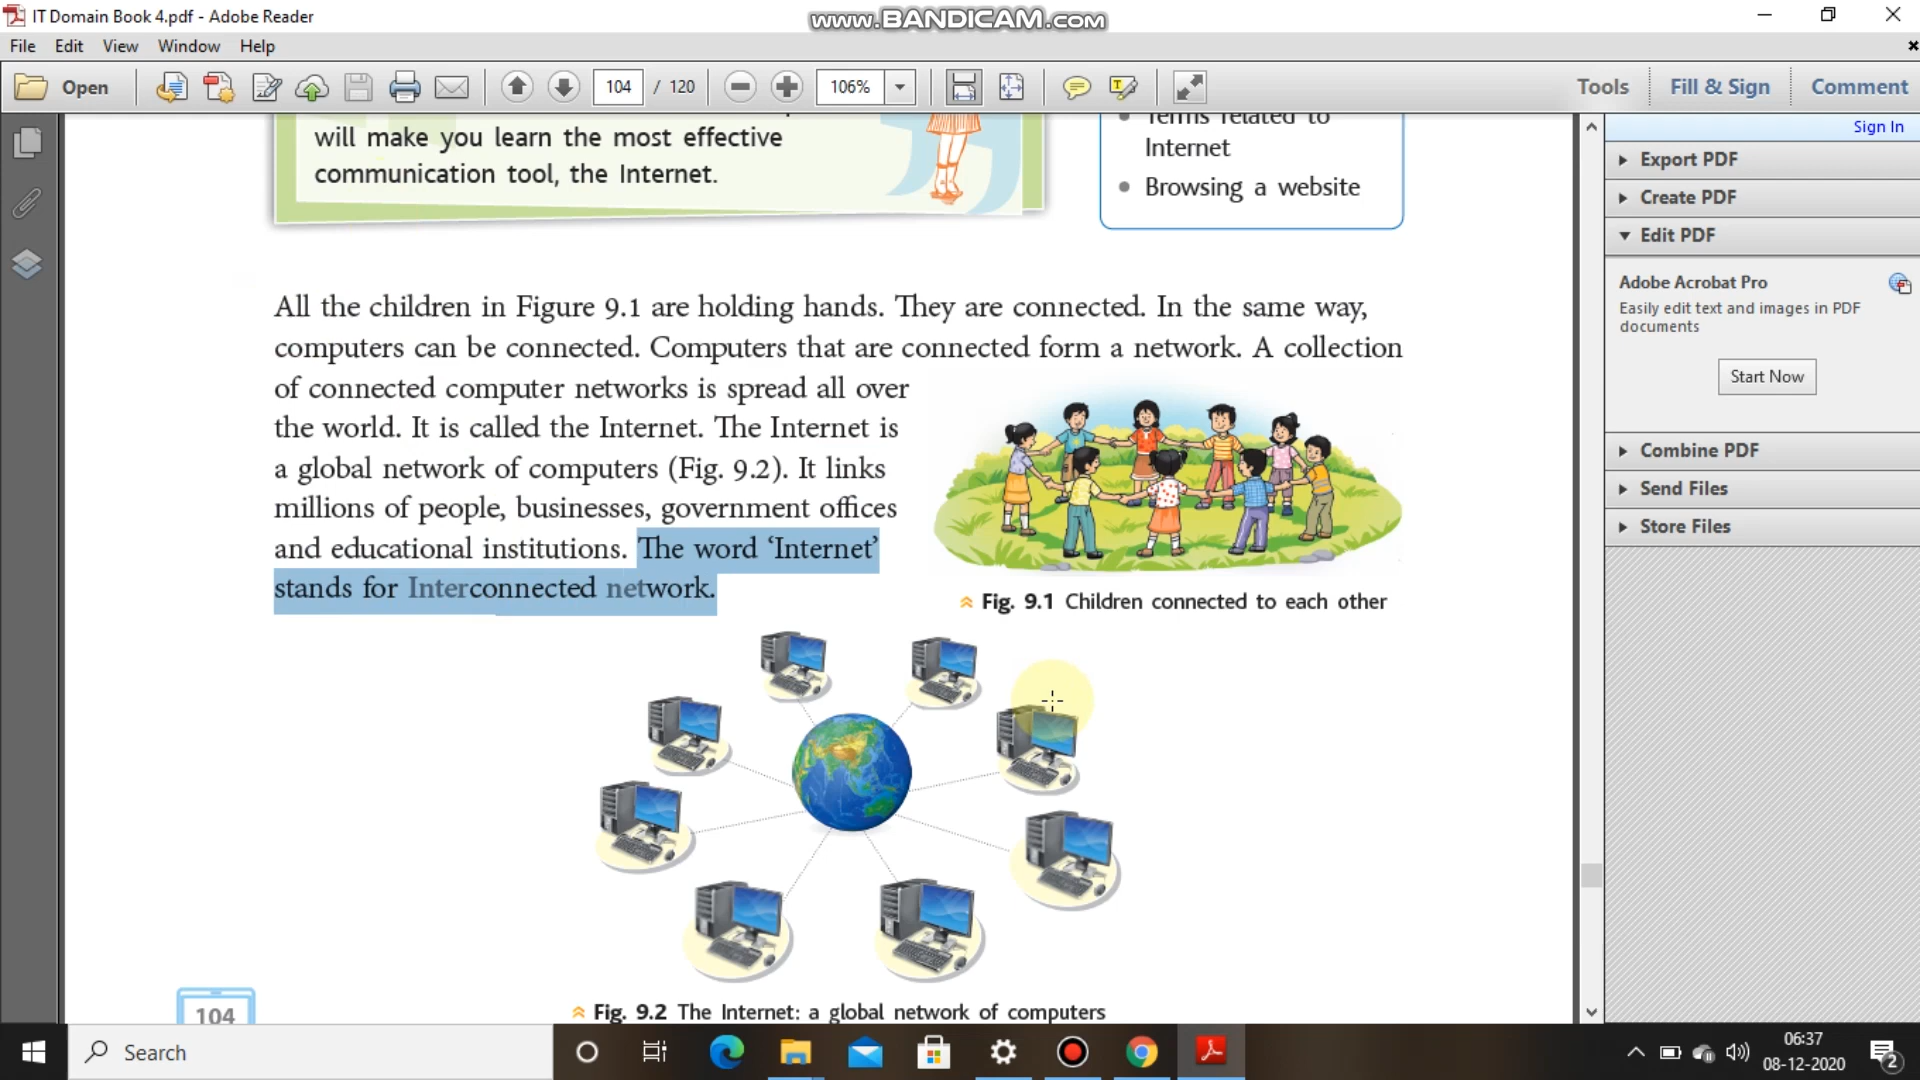 IT Domain Book 4.pdf - Adobe Reader
www.BANDICAM.com
File Edit View Window Help
Open
104 / 120
106%
Tools
Fill & Sign
Comment
Sign In
will make you learn the most effective
communication tool, the Internet.
Terms related to
Internet
Browsing a website
All the children in Figure 9.1 are holding hands. They are connected. In the same way,
computers can be connected. Computers that are connected form a network. A collection
of connected computer networks is spread all over
the world. It is called the Internet. The Internet is
a global network of computers (Fig. 9.2). It links
millions of people, businesses, government offices
and educational institutions. The word ‘Internet’
stands for Interconnected network.
Fig. 9.1 Children connected to each other
Fig. 9.2 The Internet: a global network of computers
104
Export PDF
Create PDF
Edit PDF
Adobe Acrobat Pro
Easily edit text and images in PDF
documents
Start Now
Combine PDF
Send Files
Store Files
Search
06:37
08-12-2020
2